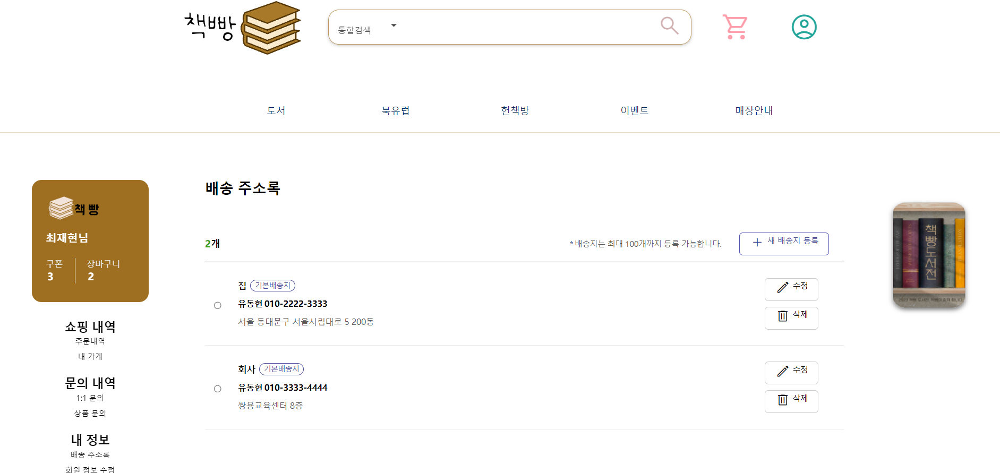 책빵
통합검색
도서 북유럽 헌책방 이벤트 매장안내
책 빵
최재현님
쿠폰 장바구니
3 2
쇼핑 내역
주문내역
내 가게
문의 내역
1:1 문의
상품 문의
내 정보
배송 주소록
회원 정보 수정
배송 주소록
2개 * 배송지는 최대 100개까지 등록 가능합니다. 새 배송지 등록
집 기본배송지
유동현 010-2222-3333
서울 동대문구 서울시립대로 5 200동
수정
삭제
회사 기본배송지
유동현 010-3333-4444
쌍용교육센터 8층
수정
삭제
책빵도서전